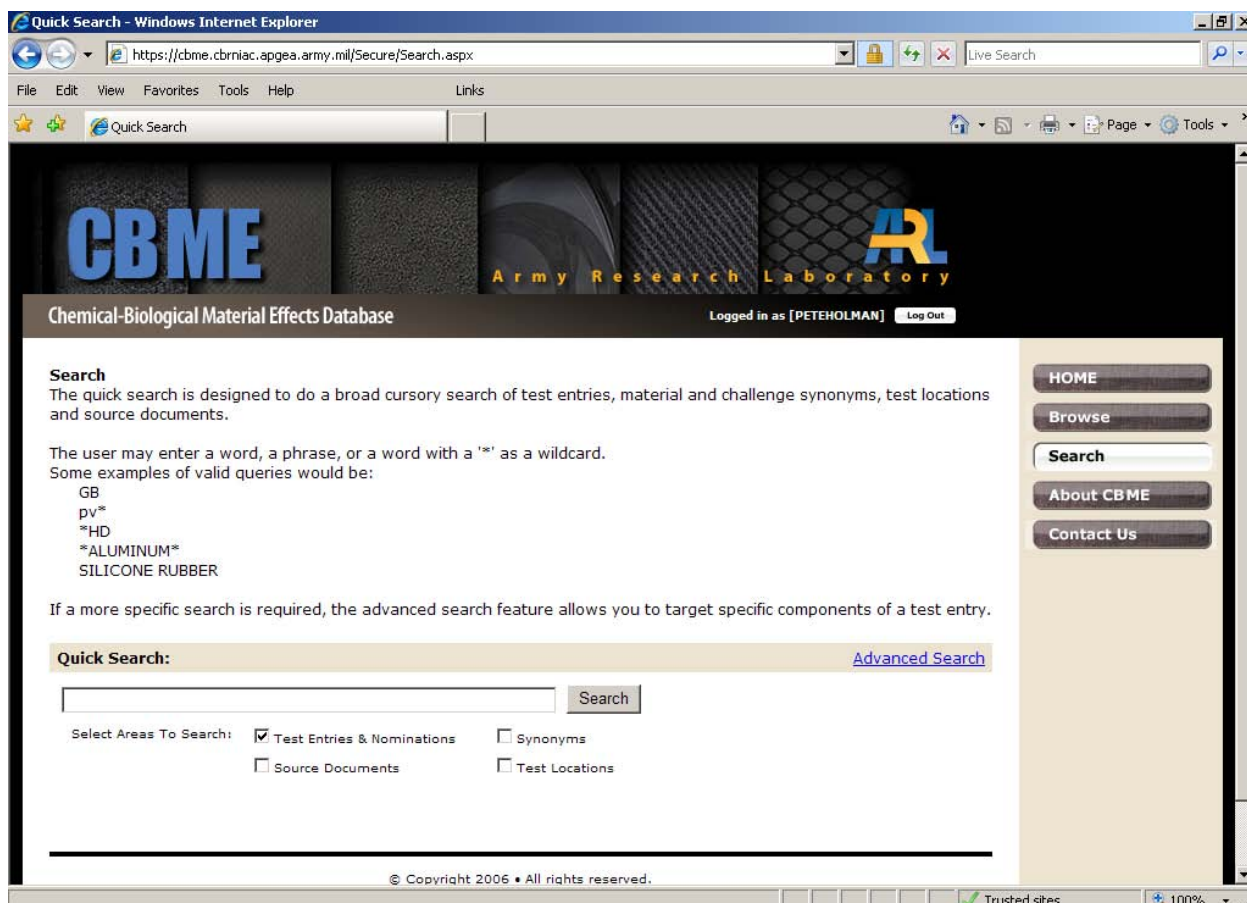 Quick Search - Windows Internet Explorer
https://cbme.cbrniac.apgea.army.mil/Secure/Search.aspx
Live Search
File Edit View Favorites Tools Help Links
Quick Search
Page Tools
CBME
ARL
Army Research Laboratory
Chemical-Biological Material Effects Database
Logged in as [PETEHOLMAN] Log Out
Search
The quick search is designed to do a broad cursory search of test entries, material and challenge synonyms, test locations
and source documents.
The user may enter a word, a phrase, or a word with a '*' as a wildcard.
Some examples of valid queries would be:
GB
pv*
*HD
*ALUMINUM*
SILICONE RUBBER
If a more specific search is required, the advanced search feature allows you to target specific components of a test entry.
Quick Search: Advanced Search
Search
Select Areas To Search: Test Entries & Nominations Synonyms
Source Documents Test Locations
HOME
Browse
Search
About CBME
Contact Us
© Copyright 2006 • All rights reserved.
Trusted sites 100%